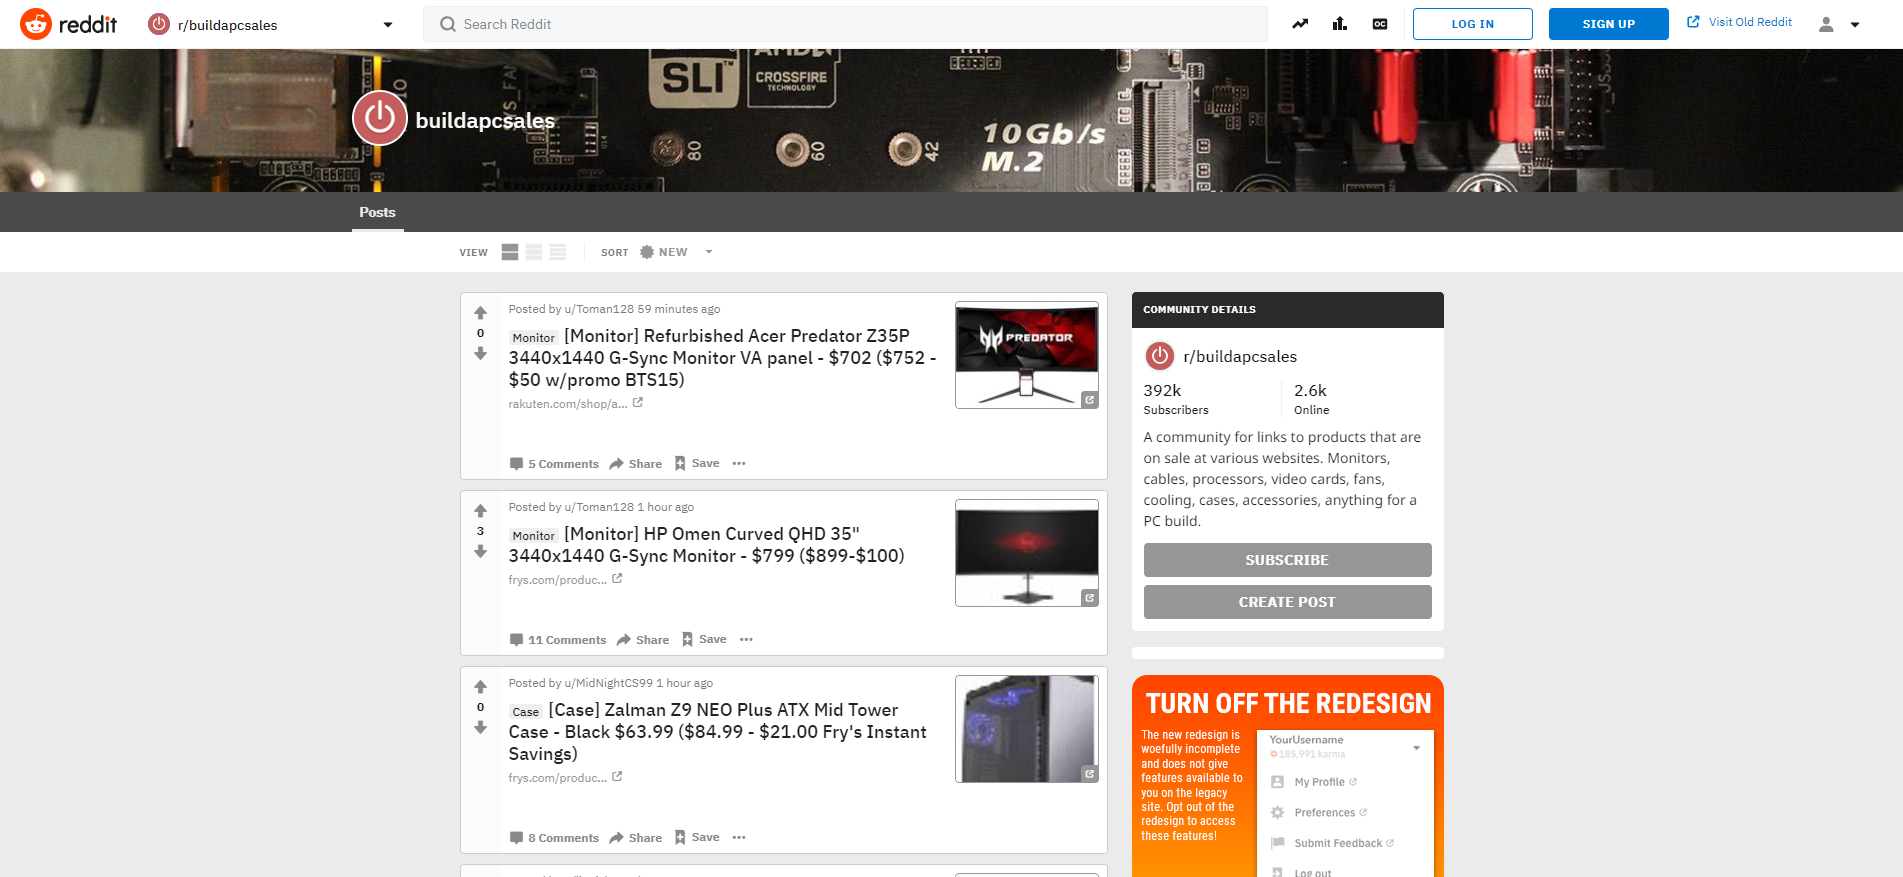 reddit
r/buildapcsales
Search Reddit
LOG IN
SIGN UP
Visit Old Reddit
SLI™
AMD
CROSSFIRE
TECHNOLOGY
buildapcsales
80
60
42
10Gb/s
M.2
Posts
VIEW
SORT
NEW
Posted by u/Toman128 59 minutes ago
0
Monitor [Monitor] Refurbished Acer Predator Z35P
3440x1440 G-Sync Monitor VA panel - $702 ($752 -
$50 w/promo BTS15)
rakuten.com/shop/a...
PREDATOR
5 Comments Share Save
Posted by u/Toman128 1 hour ago
3
Monitor [Monitor] HP Omen Curved QHD 35"
3440x1440 G-Sync Monitor - $799 ($899-$100)
frys.com/produc...
11 Comments Share Save
Posted by u/MidNightCS99 1 hour ago
0
Case [Case] Zalman Z9 NEO Plus ATX Mid Tower
Case - Black $63.99 ($84.99 - $21.00 Fry's Instant
Savings)
frys.com/produc...
8 Comments Share Save
COMMUNITY DETAILS
r/buildapcsales
392k
Subscribers
2.6k
Online
A community for links to products that are
on sale at various websites. Monitors,
cables, processors, video cards, fans,
cooling, cases, accessories, anything for a
PC build.
SUBSCRIBE
CREATE POST
TURN OFF THE REDESIGN
The new redesign is
woefully incomplete
and does not give
features available to
you on the legacy
site. Opt out of the
redesign to access
these features!
YourUsername
185,991 karma
My Profile
Preferences
Submit Feedback
Log out